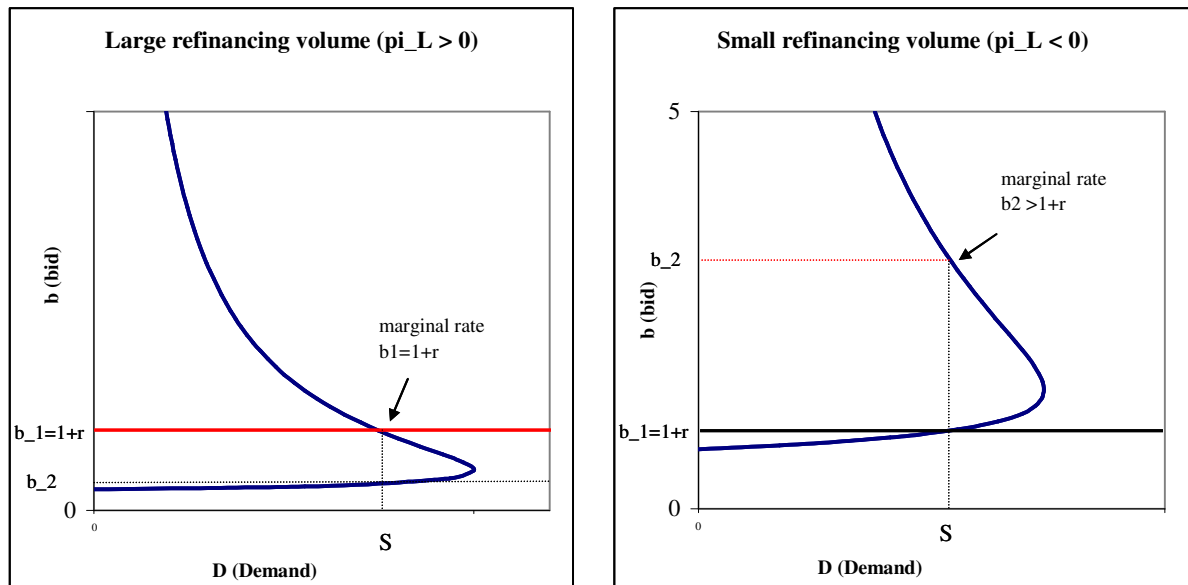 Large refinancing volume (pi_L > 0)
b (bid)
marginal rate
b1=1+r
b_1=1+r
b_2
0
0
S
D (Demand)
Small refinancing volume (pi_L < 0)
5
marginal rate
b2 >1+r
b_2
b (bid)
b_1=1+r
0
0
S
D (Demand)